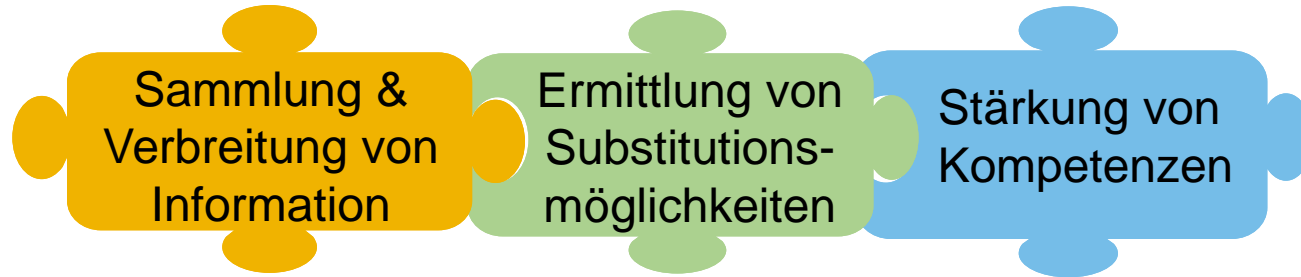 Sammlung &
Verbreitung von
Information
Ermittlung von
Substitutions-
möglichkeiten
Stärkung von
Kompetenzen